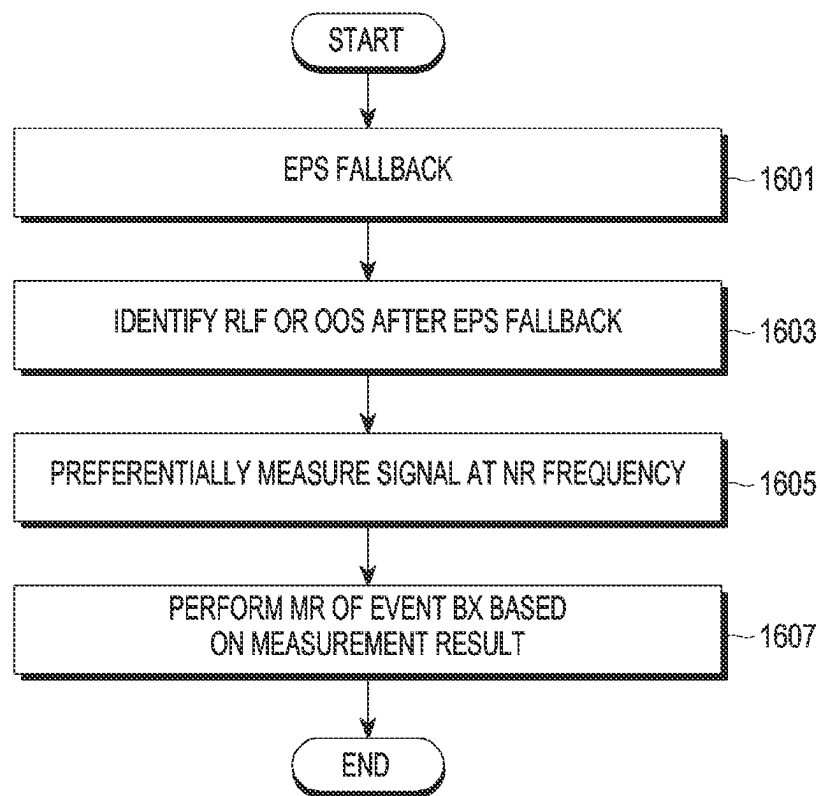 START
EPS FALLBACK
1601
IDENTIFY RLF OR OOS AFTER EPS FALLBACK
1603
PREFERENTIALLY MEASURE SIGNAL AT NR FREQUENCY
1605
PERFORM MR OF EVENT BX BASED
ON MEASUREMENT RESULT
1607
END